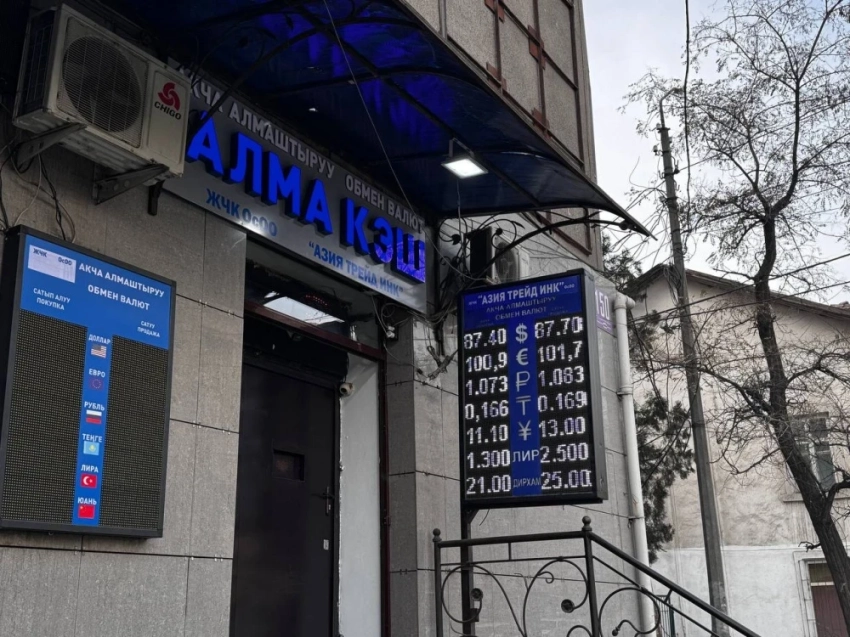 CHIGO
АКЧА АЛМАШТЫРУУ ОБМЕН ВАЛЮТ
АЛМА КЭШ
ЖЧК ОсОО
"АЗИЯ ТРЕЙД ИНК"
ЖЧК ОсОО
АКЧА АЛМАШТЫРУУ
ОБМЕН ВАЛЮТ
САТЫП АЛУУ
ПОКУПКА
САТУУ
ПРОДАЖА
ДОЛЛАР
ЕВРО
РУБЛЬ
ТЕНГЕ
ЛИРА
ЮАНЬ
"АЗИЯ ТРЕЙД ИНК"
АКЧА АЛМАШТЫРУУ
ОБМЕН ВАЛЮТ
87.40 $ 87.70
100,9 € 101,7
1.073 ₽ 1.083
0,166 ₸ 0.169
11.10 ¥ 13.00
1.300 ЛИР 2.500
21.00 ДИРХАМ 25.00
150